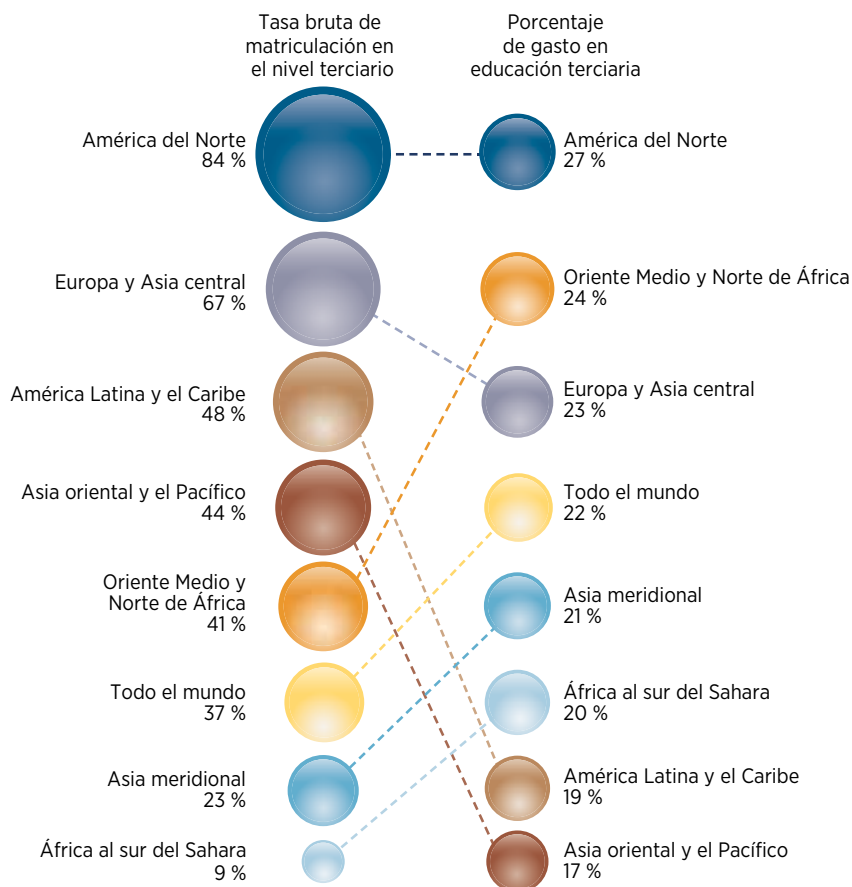 Tasa bruta de
matriculación en
el nivel terciario
Porcentaje
de gasto en
educación terciaria
América del Norte
84 %
América del Norte
27 %
Europa y Asia central
67 %
Oriente Medio y Norte de África
24 %
América Latina y el Caribe
48 %
Europa y Asia central
23 %
Asia oriental y el Pacífico
44 %
Todo el mundo
22 %
Oriente Medio y
Norte de África
41 %
Asia meridional
21 %
Todo el mundo
37 %
África al sur del Sahara
20 %
Asia meridional
23 %
América Latina y el Caribe
19 %
África al sur del Sahara
9 %
Asia oriental y el Pacífico
17 %